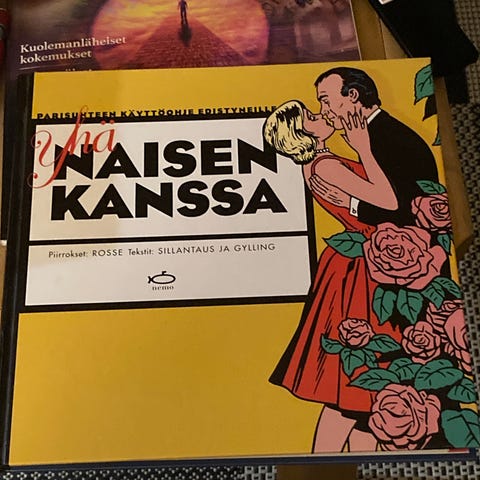 Kuolemanläheiset
kokemukset
PARISUHTEEN KÄYTTÖOHJE EDISTYNEILLE
Yhä
NAISEN
KANSSA
Piirrokset: ROSSE Tekstit: SILLANTAUS JA GYLLING
nemo